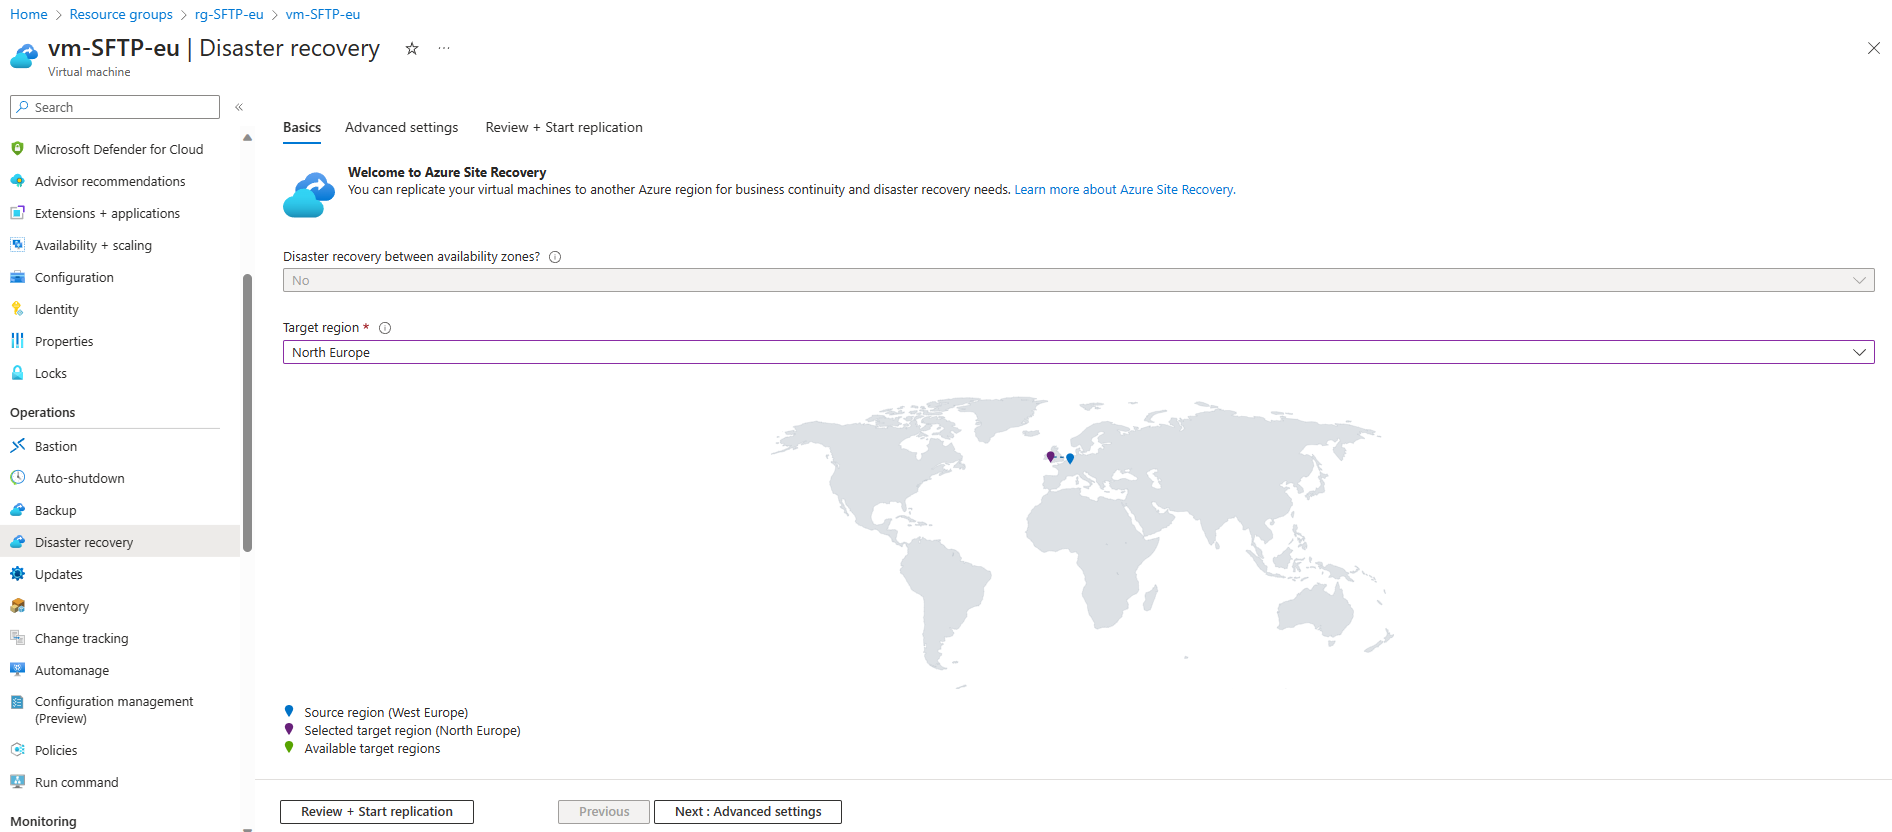 Home > Resource groups > rg-SFTP-eu > vm-SFTP-eu
vm-SFTP-eu | Disaster recovery
Virtual machine
Search
«
Microsoft Defender for Cloud
Advisor recommendations
Extensions + applications
Availability + scaling
Configuration
Identity
Properties
Locks
Operations
Bastion
Auto-shutdown
Backup
Disaster recovery
Updates
Inventory
Change tracking
Automanage
Configuration management
(Preview)
Policies
Run command
Monitoring
Basics Advanced settings Review + Start replication
Welcome to Azure Site Recovery
You can replicate your virtual machines to another Azure region for business continuity and disaster recovery needs. Learn more about Azure Site Recovery.
Disaster recovery between availability zones?
No
Target region *
North Europe
Source region (West Europe)
Selected target region (North Europe)
Available target regions
Review + Start replication Previous Next : Advanced settings